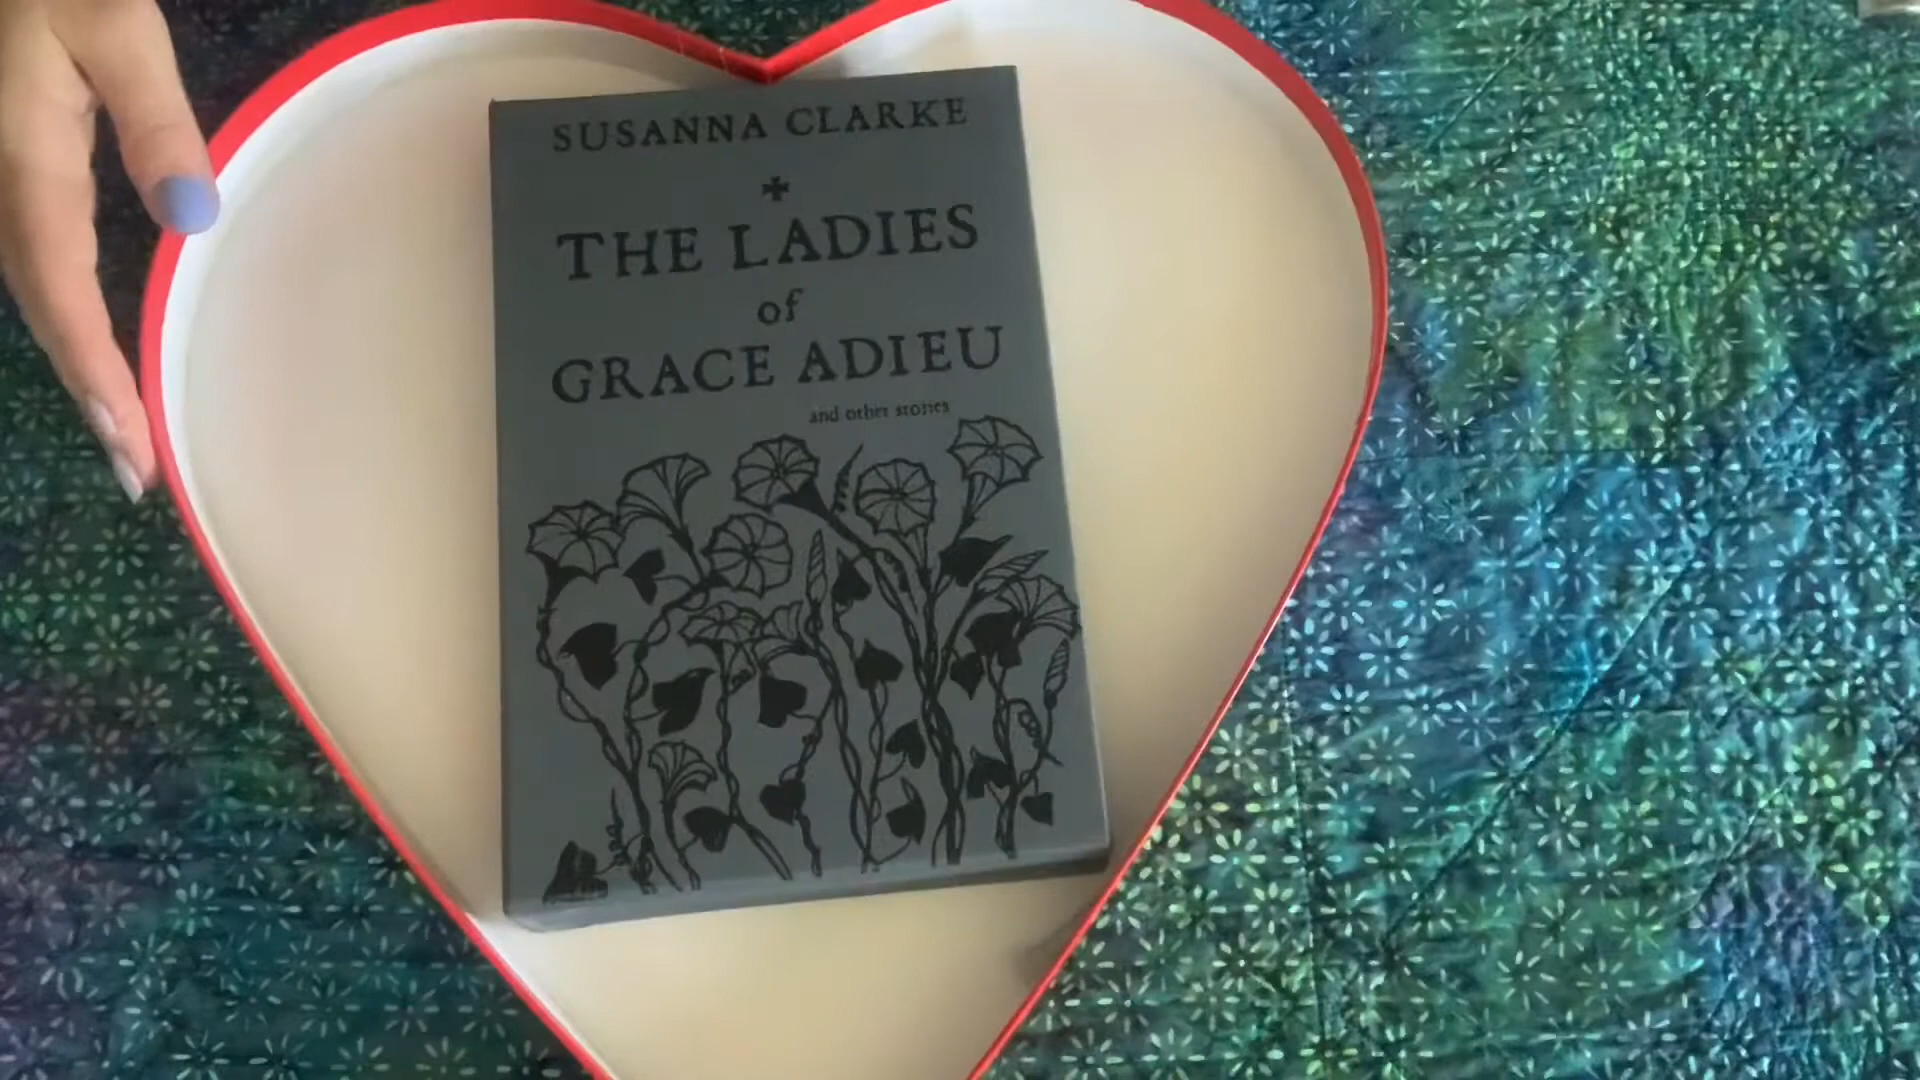 SUSANNA CLARKE
THE LADIES
of
GRACE ADIEU
and other stories